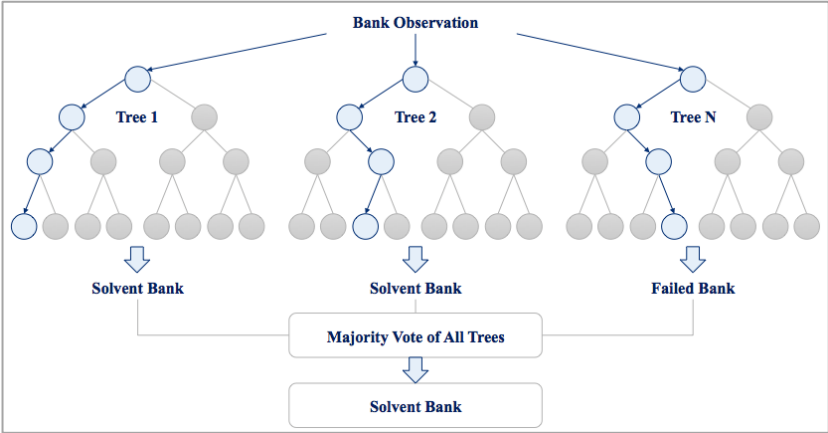 Bank Observation
Tree 1
Tree 2
Tree N
Solvent Bank
Solvent Bank
Failed Bank
Majority Vote of All Trees
Solvent Bank